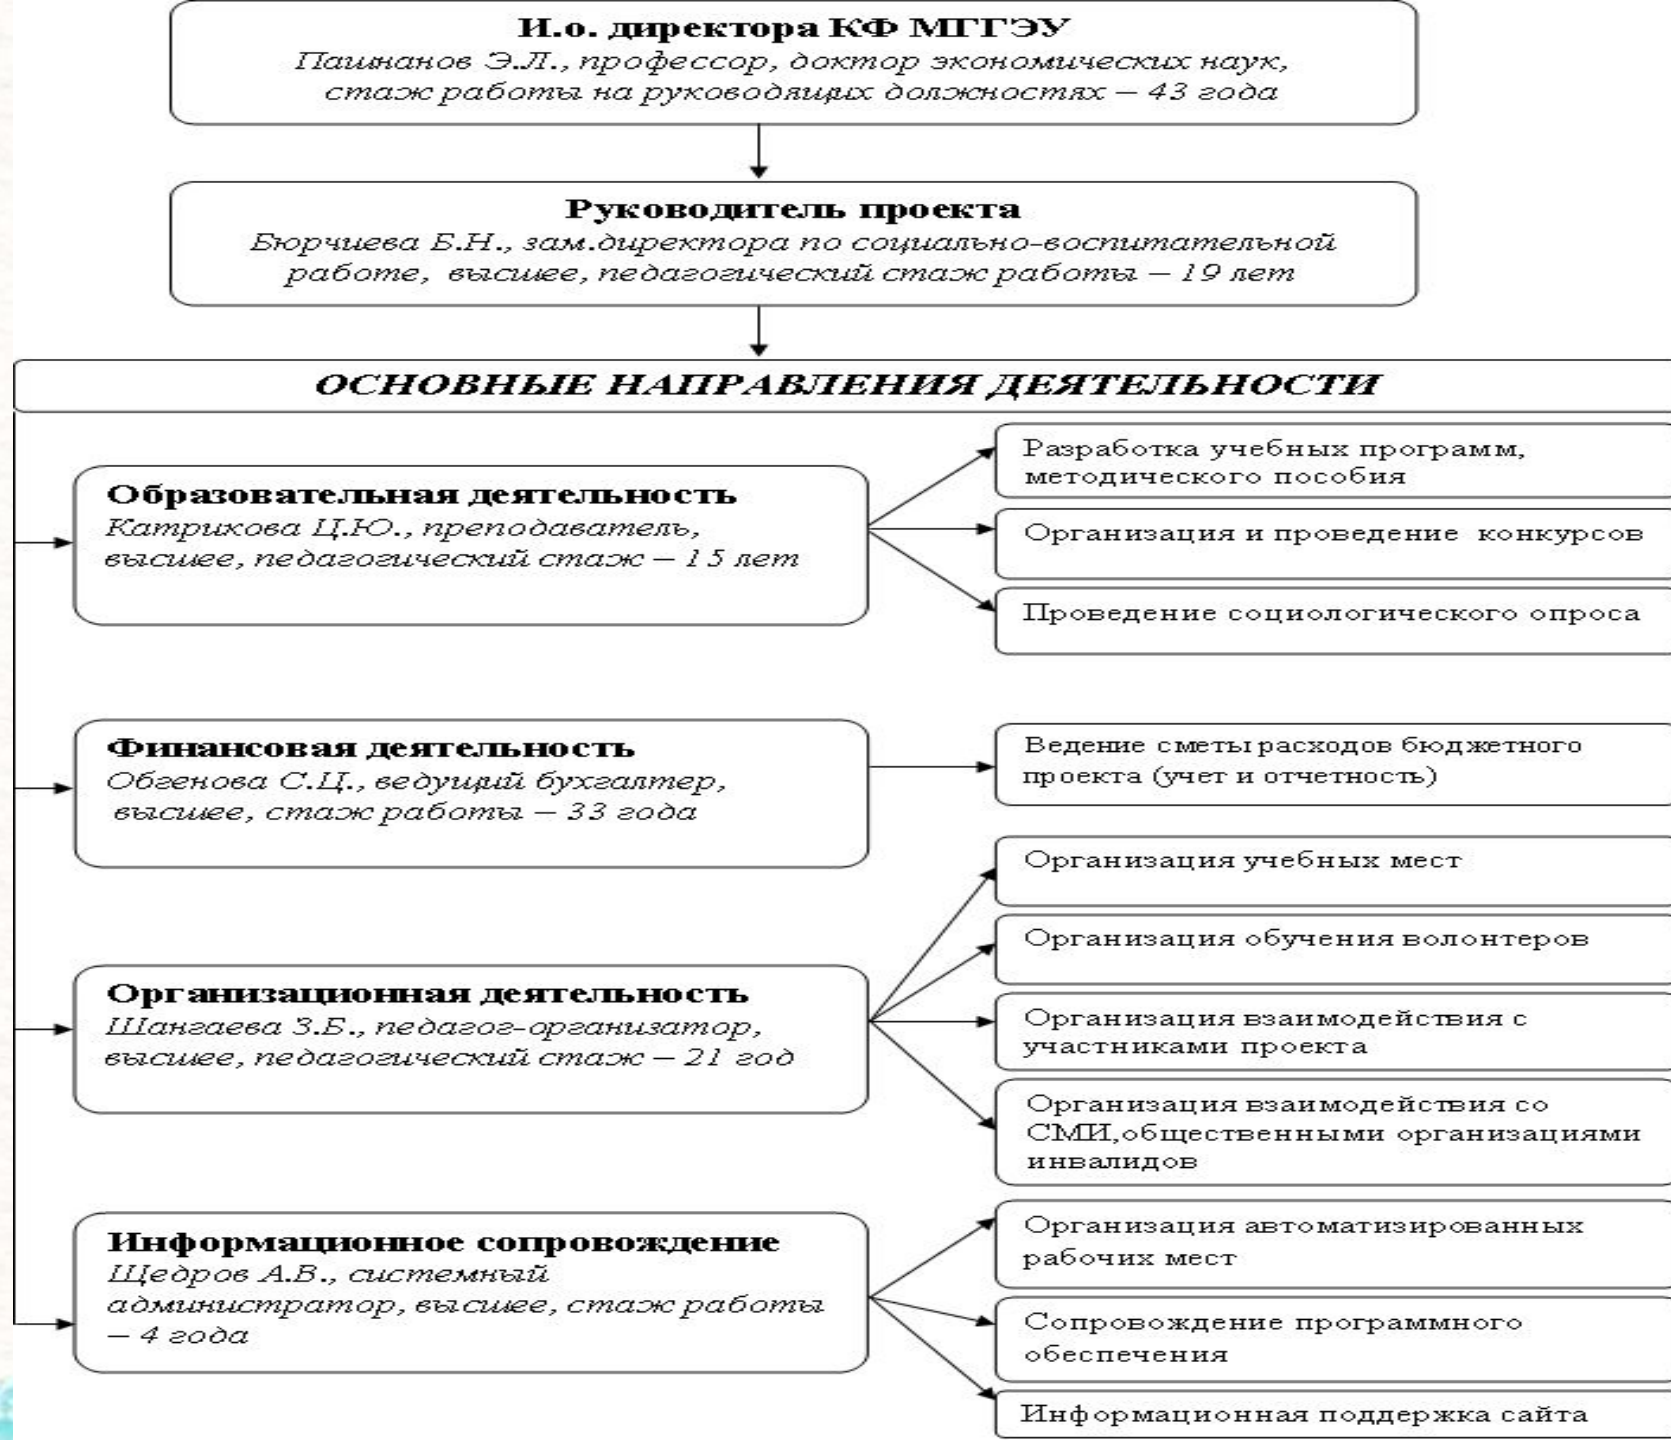 И.о. директора КФ МГГЭУ
Пашнанов Э.Л., профессор, доктор экономических наук,
стаж работы на руководящих должностях – 43 года
Руководитель проекта
Бюрчиева Б.Н., зам.директора по социально-воспитательной
работе, высшее, педагогический стаж работы – 19 лет
ОСНОВНЫЕ НАПРАВЛЕНИЯ ДЕЯТЕЛЬНОСТИ
Образовательная деятельность
Катрикова Ц.Ю., преподаватель,
высшее, педагогический стаж – 15 лет
Разработка учебных программ,
методического пособия
Организация и проведение конкурсов
Проведение социологического опроса
Финансовая деятельность
Обгенова С.Ц., ведущий бухгалтер,
высшее, стаж работы – 33 года
Ведение сметы расходов бюджетного
проекта (учет и отчетность)
Организационная деятельность
Шангаева З.Б., педагог-организатор,
высшее, педагогический стаж – 21 год
Организация учебных мест
Организация обучения волонтеров
Организация взаимодействия с
участниками проекта
Организация взаимодействия со
СМИ,общественными организациями
инвалидов
Информационное сопровождение
Щедров А.В., системный
администратор, высшее, стаж работы
– 4 года
Организация автоматизированных
рабочих мест
Сопровождение программного
обеспечения
Информационная поддержка сайта